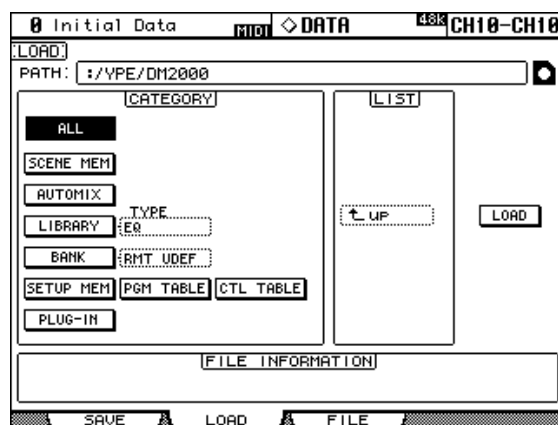 0 Initial Data MIDI ◇DATA 48K CH10-CH10
LOAD
PATH: :/YPE/DM2000
CATEGORY
LIST
ALL
SCENE MEM
AUTOMIX
TYPE
LIBRARY EQ
UP
LOAD
BANK RMT UDEF
SETUP MEM PGM TABLE CTL TABLE
PLUG-IN
FILE INFORMATION
SAVE LOAD FILE